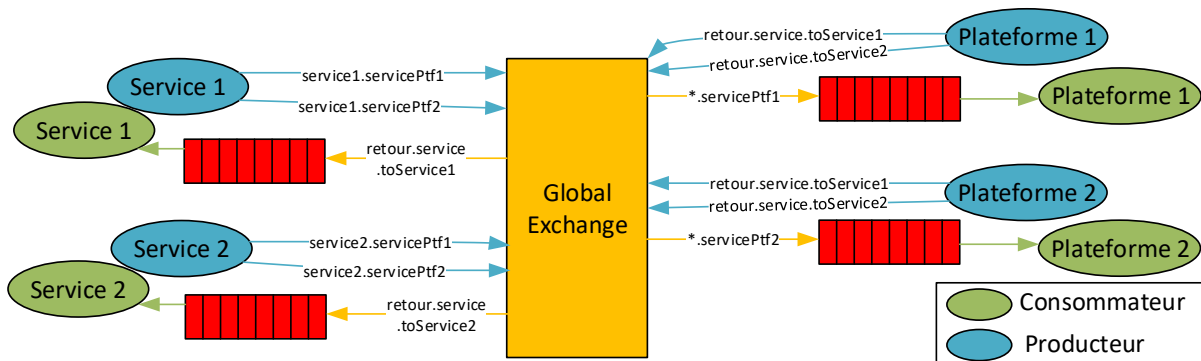 Service 1
service1.servicePtf1
service1.servicePtf2
Service 1
retour.service
.toService1
Service 2
service2.servicePtf1
service2.servicePtf2
Service 2
retour.service
.toService2
Global
Exchange
retour.service.toService1
retour.service.toService2
Plateforme 1
*.servicePtf1
Plateforme 1
retour.service.toService1
retour.service.toService2
Plateforme 2
*.servicePtf2
Plateforme 2
Consommateur
Producteur